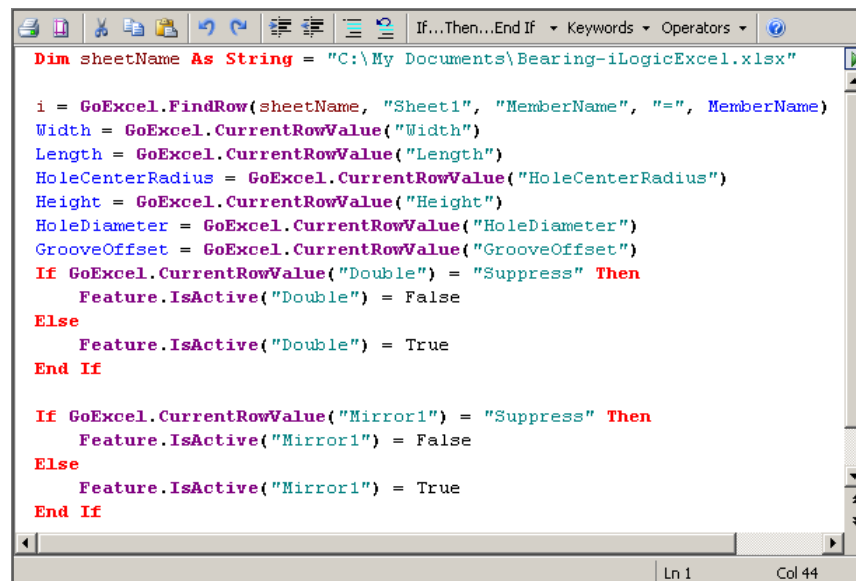 If...Then...End If Keywords Operators
Dim sheetName As String = "C:\My Documents\Bearing-iLogicExcel.xlsx"
i = GoExcel.FindRow(sheetName, "Sheet1", "MemberName", "=", MemberName)
Width = GoExcel.CurrentRowValue("Width")
Length = GoExcel.CurrentRowValue("Length")
HoleCenterRadius = GoExcel.CurrentRowValue("HoleCenterRadius")
Height = GoExcel.CurrentRowValue("Height")
HoleDiameter = GoExcel.CurrentRowValue("HoleDiameter")
GrooveOffset = GoExcel.CurrentRowValue("GrooveOffset")
If GoExcel.CurrentRowValue("Double") = "Suppress" Then
Feature.IsActive("Double") = False
Else
Feature.IsActive("Double") = True
End If
If GoExcel.CurrentRowValue("Mirror1") = "Suppress" Then
Feature.IsActive("Mirror1") = False
Else
Feature.IsActive("Mirror1") = True
End If
Ln 1 Col 44